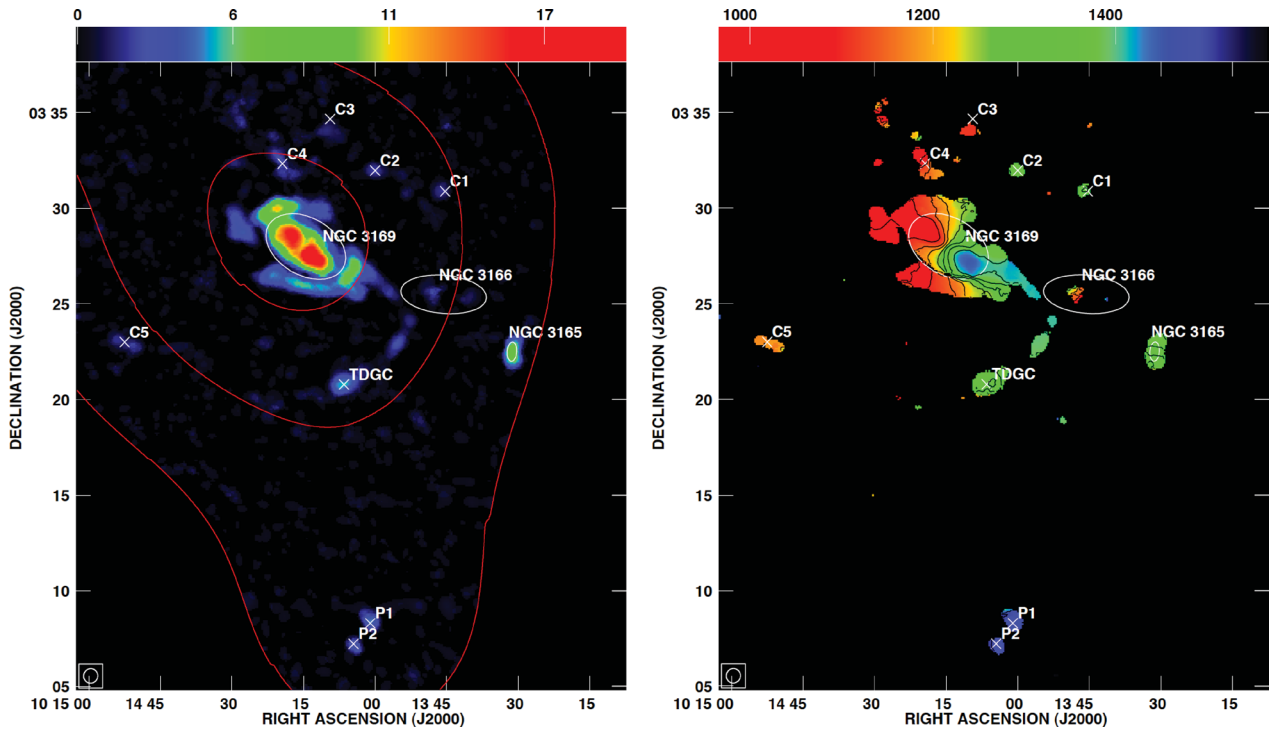 0 6 11 17
03 35
30
25
20
15
10
05
DECLINATION (J2000)
C3
C4
C2
C1
NGC 3169
NGC 3166
C5
NGC 3165
TDGC
P1
P2
10 15 00 14 45 30 15 00 13 45 30 15
RIGHT ASCENSION (J2000)
1000 1200 1400
03 35
30
25
20
15
10
05
DECLINATION (J2000)
C3
C4
C2
C1
NGC 3169
NGC 3166
C5
NGC 3165
TDGC
P1
P2
10 15 00 14 45 30 15 00 13 45 30 15
RIGHT ASCENSION (J2000)